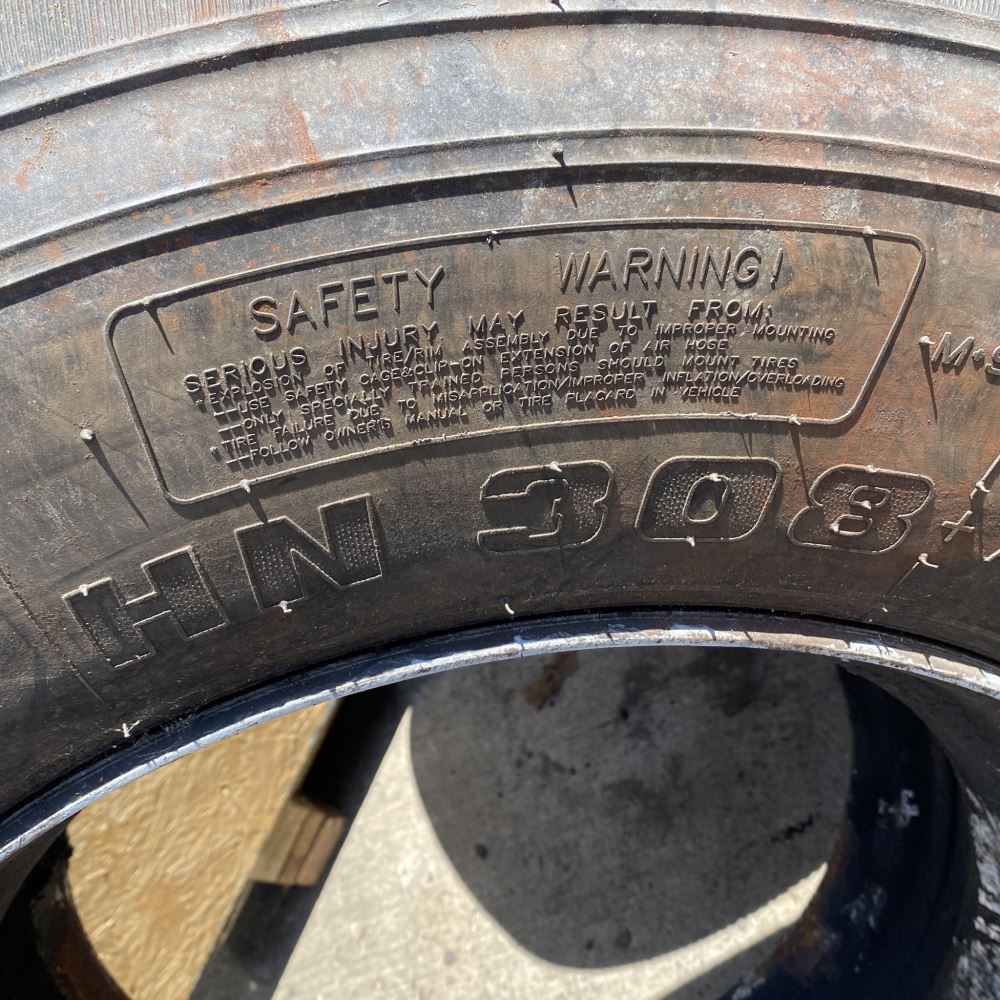 SAFETY WARNING!
SERIOUS INJURY MAY RESULT FROM:
•EXPLOSION OF TIRE/RIM ASSEMBLY DUE TO IMPROPER MOUNTING
--USE SAFETY CAGE&CLIP-ON EXTENSION OF AIR HOSE
--ONLY SPECIALLY TRAINED PERSONS SHOULD MOUNT TIRES
•TIRE FAILURE DUE TO MISAPPLICATION/IMPROPER INFLATION/OVERLOADING
--FOLLOW OWNER'S MANUAL OR TIRE PLACARD IN VEHICLE
M•S
HN 308+